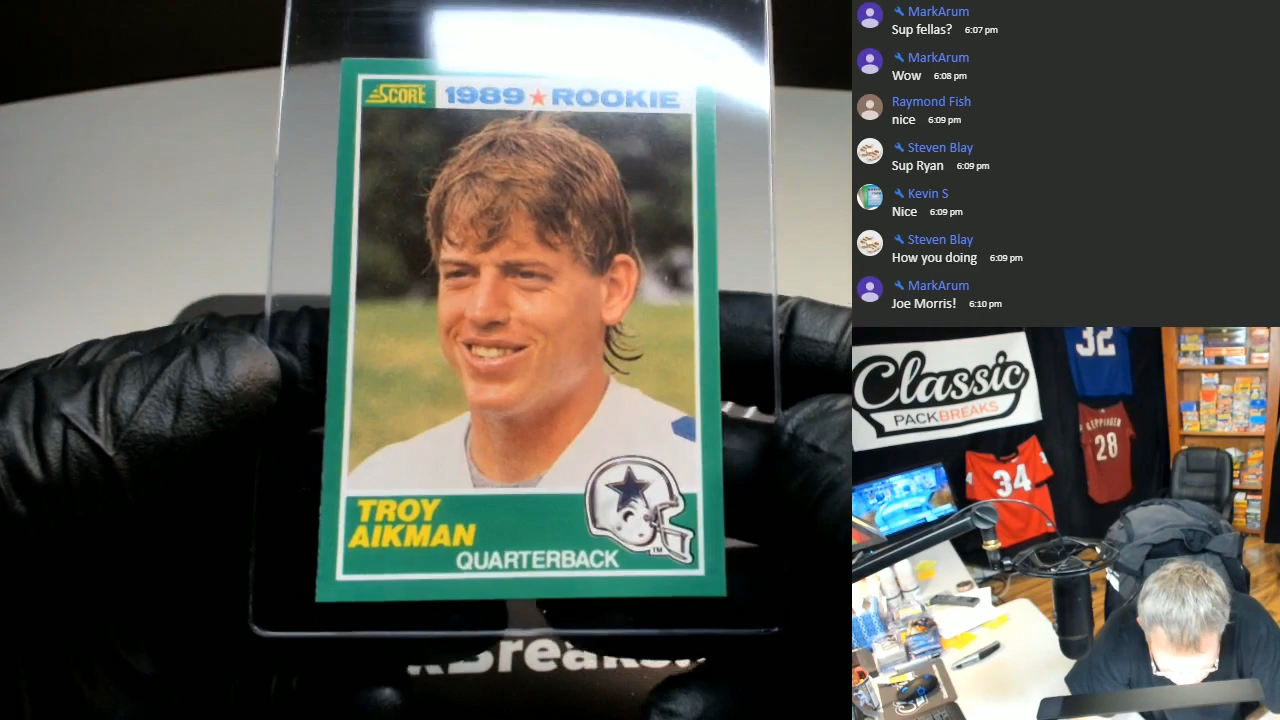 SCORE
1989 ★ ROOKIE
TROY
AIKMAN
QUARTERBACK
TM
MarkArum
Sup fellas? 6:07 pm
MarkArum
Wow 6:08 pm
Raymond Fish
nice 6:09 pm
Steven Blay
Sup Ryan 6:09 pm
Kevin S
Nice 6:09 pm
Steven Blay
How you doing 6:09 pm
MarkArum
Joe Morris! 6:10 pm
Classic
PACKBREAKS
32
KEPPINGER
28
34